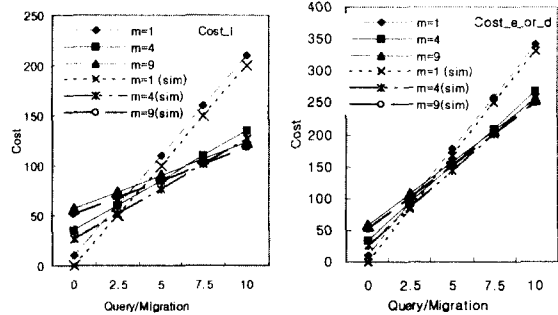 Cost_i
m=1
m=4
m=9
m=1 (sim)
m=4(sim)
m=9(sim)
250
200
150
100
50
0
Cost
0 2.5 5 7.5 10
Query/Migration
Cost_e_or_d
m=1
m=4
m=9
m=1 (sim)
m=4(sim)
m=9(sim)
400
350
300
250
200
150
100
50
0
Cost
0 2.5 5 7.5 10
Query/Migration